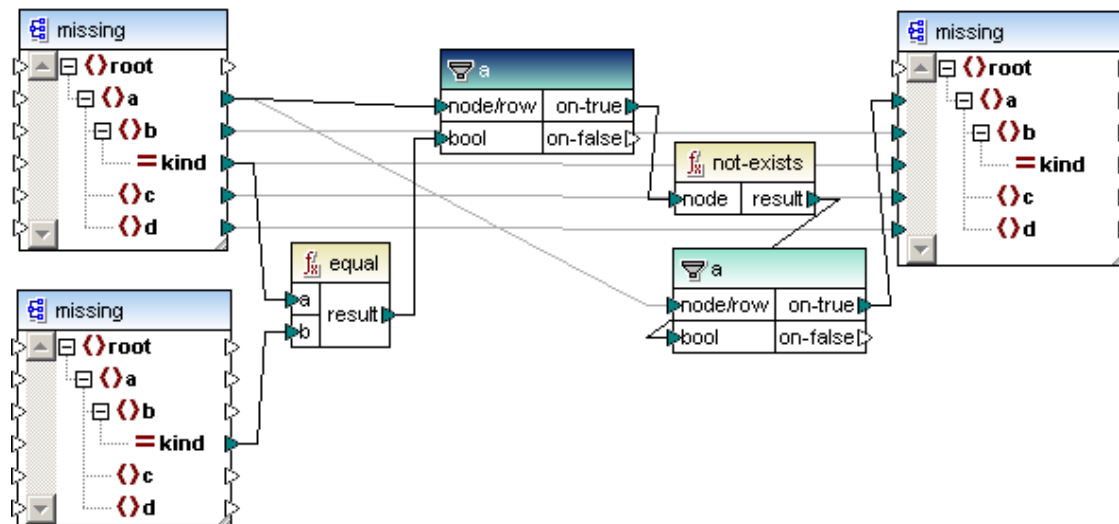 missing
root
a
b
= kind
c
d
missing
root
a
b
= kind
c
d
equal
a
b
result
a
node/row on-true
bool on-false
not-exists
node result
a
node/row on-true
bool on-false
missing
root
a
b
= kind
c
d